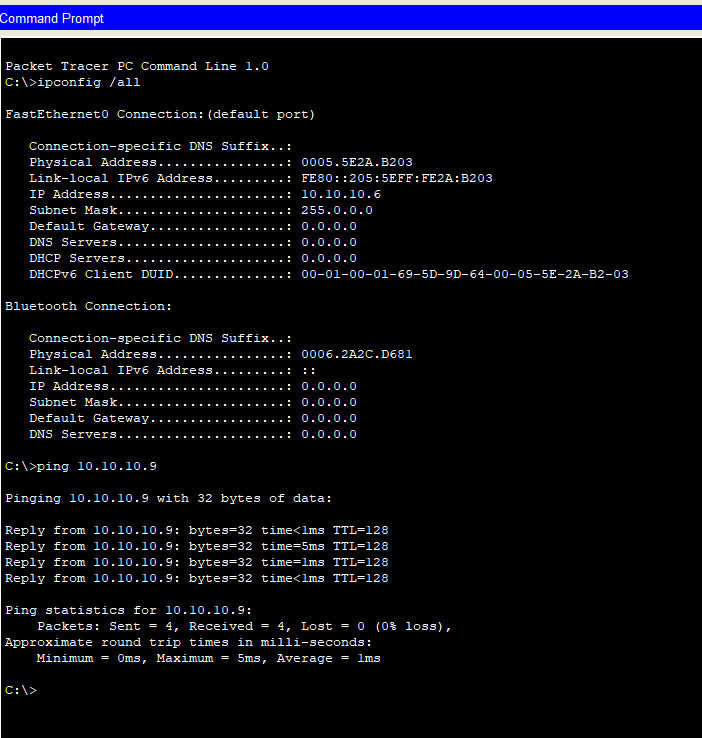 Command Prompt
Packet Tracer PC Command Line 1.0
C:\>ipconfig /all
FastEthernet0 Connection:(default port)
Connection-specific DNS Suffix..:
Physical Address................: 0005.5E2A.B203
Link-local IPv6 Address.........: FE80::205:5EFF:FE2A:B203
IP Address......................: 10.10.10.6
Subnet Mask.....................: 255.0.0.0
Default Gateway.................: 0.0.0.0
DNS Servers.....................: 0.0.0.0
DHCP Servers....................: 0.0.0.0
DHCPv6 Client DUID..............: 00-01-00-01-69-5D-9D-64-00-05-5E-2A-B2-03
Bluetooth Connection:
Connection-specific DNS Suffix..:
Physical Address................: 0006.2A2C.D681
Link-local IPv6 Address.........: ::
IP Address......................: 0.0.0.0
Subnet Mask.....................: 0.0.0.0
Default Gateway.................: 0.0.0.0
DNS Servers.....................: 0.0.0.0
C:\>ping 10.10.10.9
Pinging 10.10.10.9 with 32 bytes of data:
Reply from 10.10.10.9: bytes=32 time<1ms TTL=128
Reply from 10.10.10.9: bytes=32 time=5ms TTL=128
Reply from 10.10.10.9: bytes=32 time=1ms TTL=128
Reply from 10.10.10.9: bytes=32 time<1ms TTL=128
Ping statistics for 10.10.10.9:
Packets: Sent = 4, Received = 4, Lost = 0 (0% loss),
Approximate round trip times in milli-seconds:
Minimum = 0ms, Maximum = 5ms, Average = 1ms
C:\>